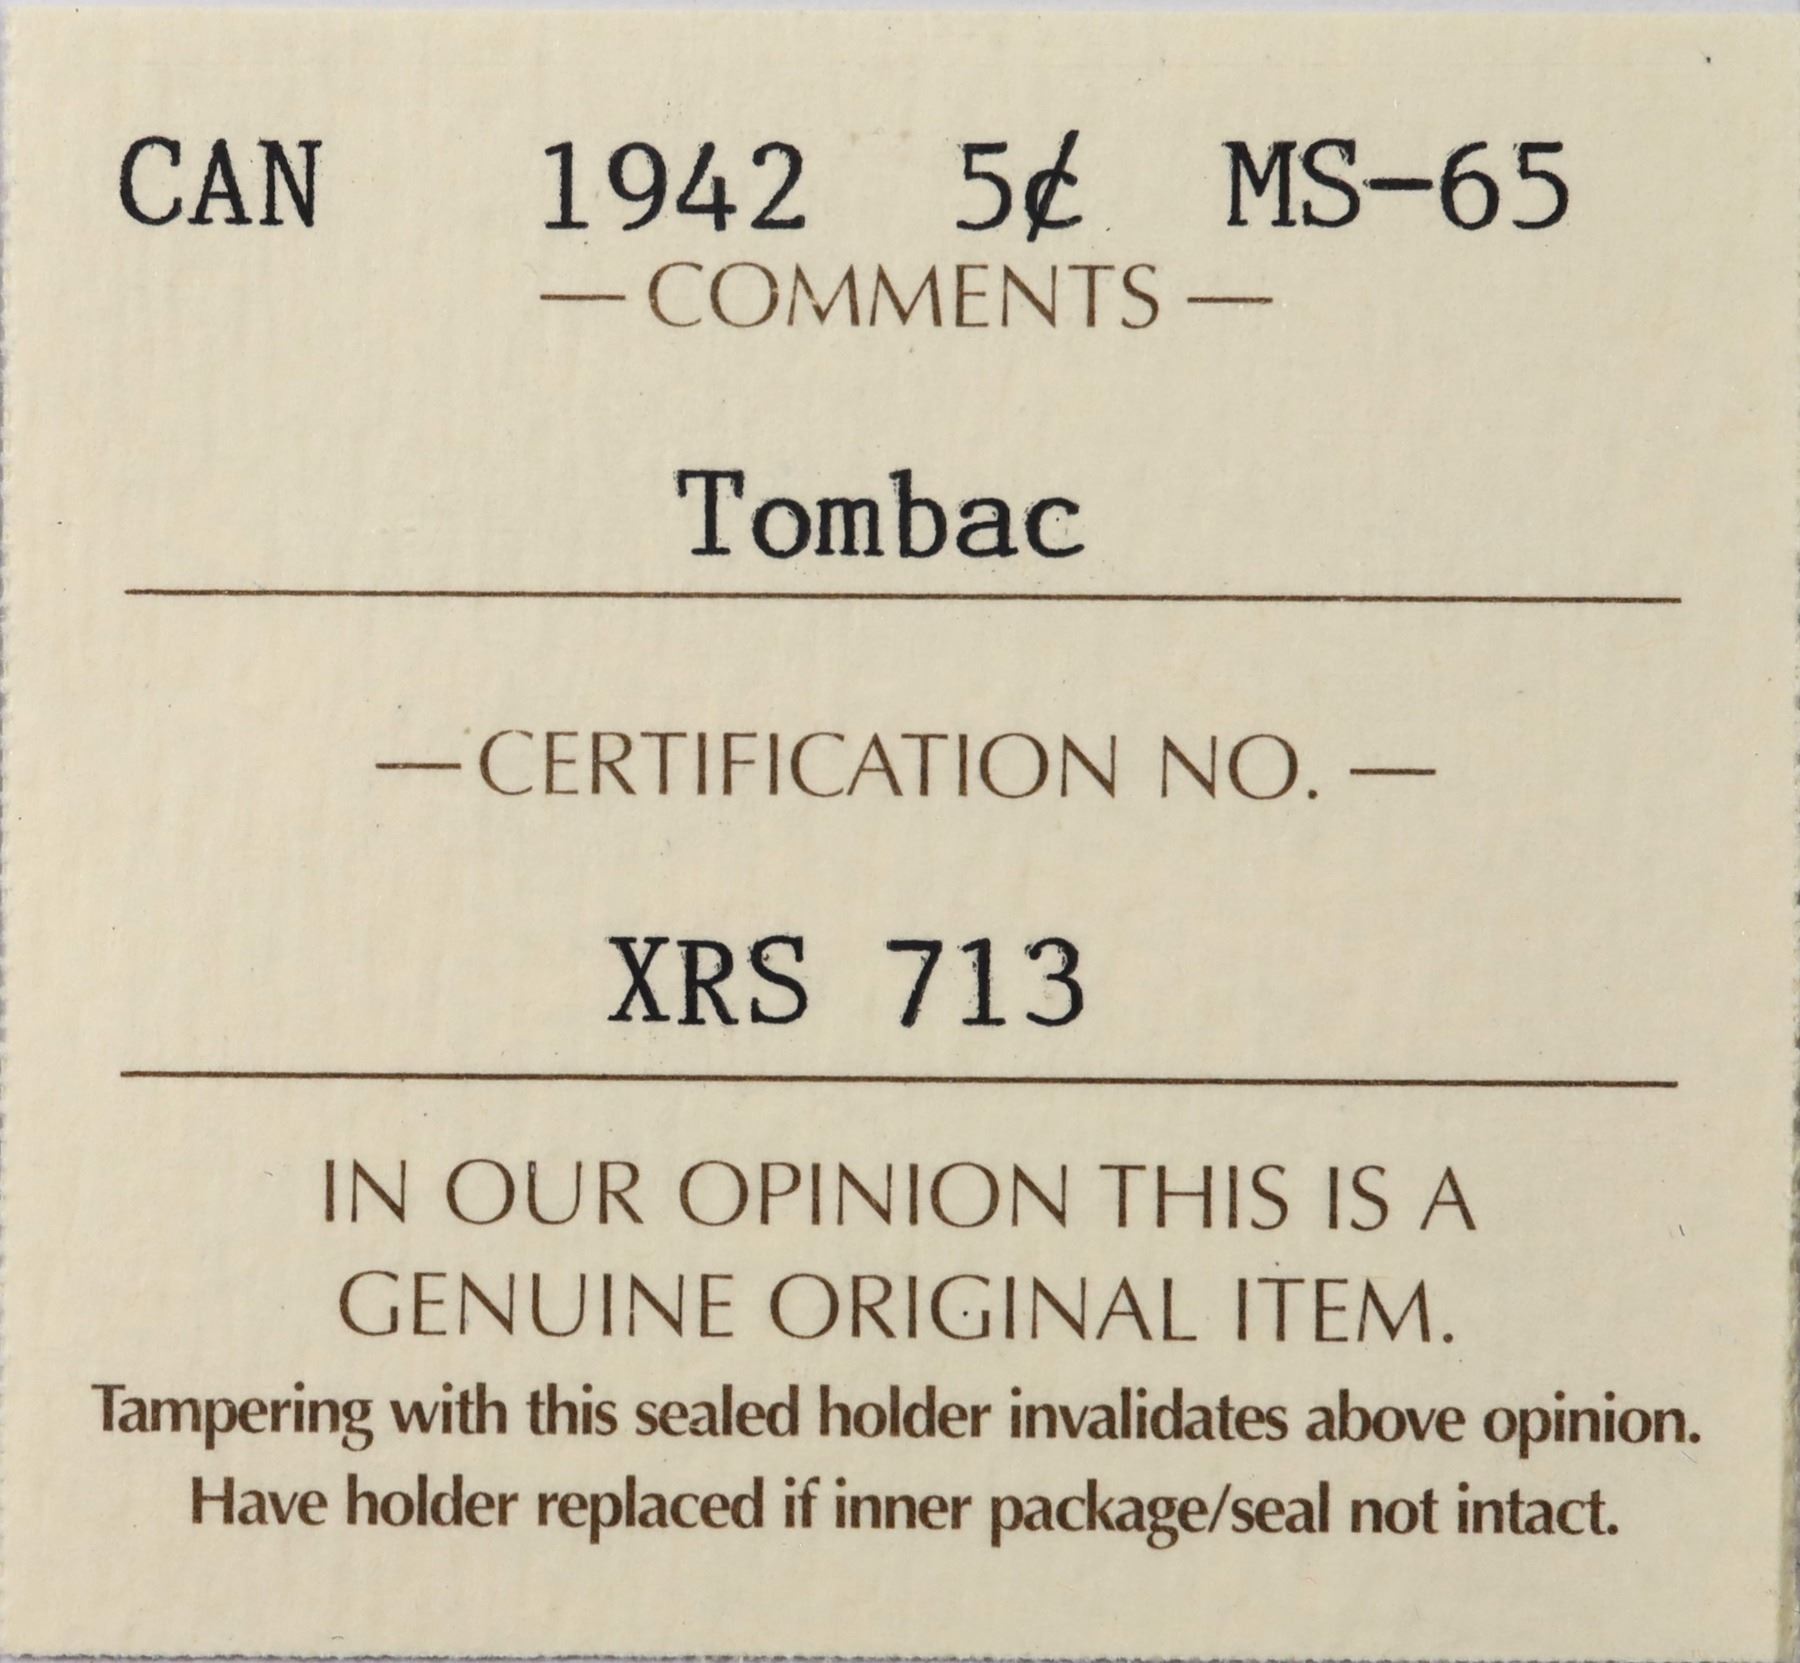 CAN 1942 5¢ MS-65
— COMMENTS —
Tombac
— CERTIFICATION NO. —
XRS 713
IN OUR OPINION THIS IS A
GENUINE ORIGINAL ITEM.
Tampering with this sealed holder invalidates above opinion.
Have holder replaced if inner package/seal not intact.